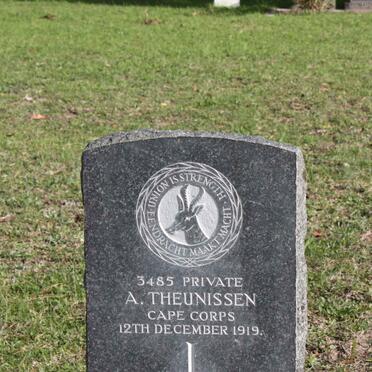 UNION IS STRENGTH
EENDRACHT MAAKT MACHT
3485 PRIVATE
A. THEUNISSEN
CAPE CORPS
12TH DECEMBER 1919.